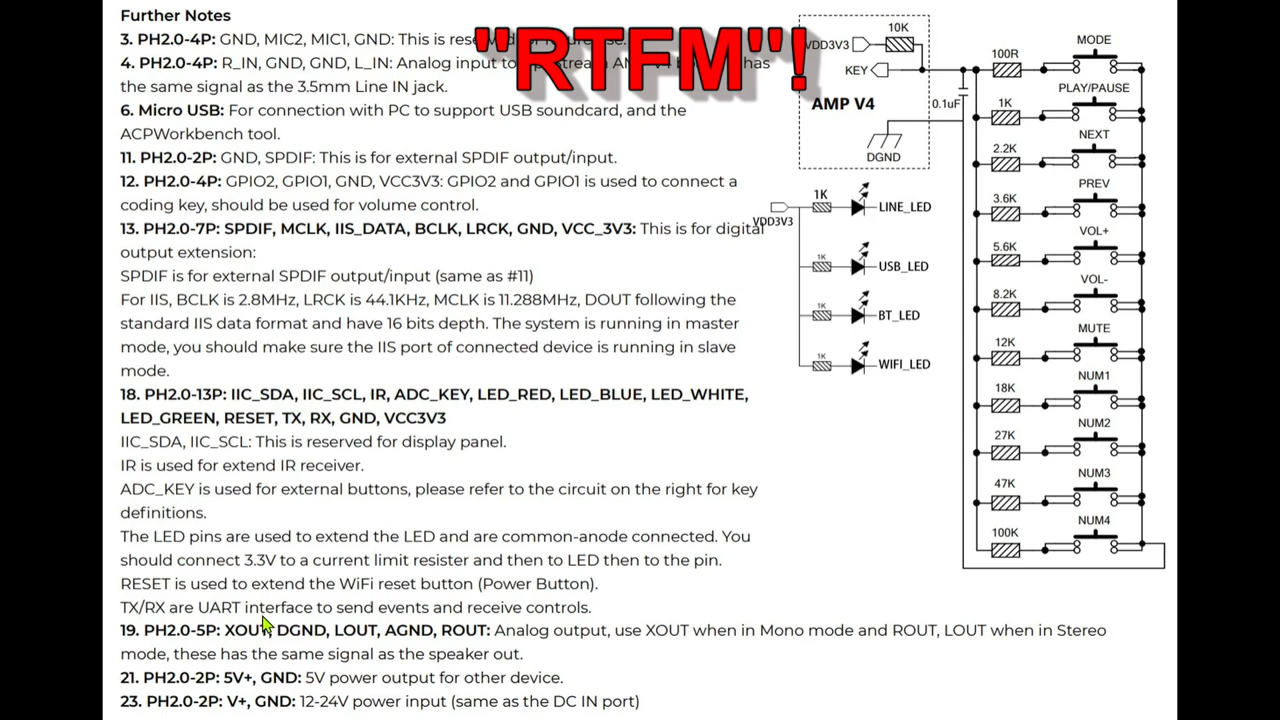 Further Notes
"RTFM"!
3. PH2.0-4P: GND, MIC2, MIC1, GND: This is
4. PH2.0-4P: R_IN, GND, GND, L_IN: Analog input to has
the same signal as the 3.5mm Line IN jack.
6. Micro USB: For connection with PC to support USB soundcard, and the
ACPWorkbench tool.
11. PH2.0-2P: GND, SPDIF: This is for external SPDIF output/input.
12. PH2.0-4P: GPIO2, GPIO1, GND, VCC3V3: GPIO2 and GPIO1 is used to connect a
coding key, should be used for volume control.
13. PH2.0-7P: SPDIF, MCLK, IIS_DATA, BCLK, LRCK, GND, VCC_3V3: This is for digital
output extension:
SPDIF is for external SPDIF output/input (same as #11)
For IIS, BCLK is 2.8MHz, LRCK is 44.1KHz, MCLK is 11.288MHz, DOUT following the
standard IIS data format and have 16 bits depth. The system is running in master
mode, you should make sure the IIS port of connected device is running in slave
mode.
18. PH2.0-13P: IIC_SDA, IIC_SCL, IR, ADC_KEY, LED_RED, LED_BLUE, LED_WHITE,
LED_GREEN, RESET, TX, RX, GND, VCC3V3
IIC_SDA, IIC_SCL: This is reserved for display panel.
IR is used for extend IR receiver.
ADC_KEY is used for external buttons, please refer to the circuit on the right for key
definitions.
The LED pins are used to extend the LED and are common-anode connected. You
should connect 3.3V to a current limit resister and then to LED then to the pin.
RESET is used to extend the WiFi reset button (Power Button).
TX/RX are UART interface to send events and receive controls.
19. PH2.0-5P: XOUT, DGND, LOUT, AGND, ROUT: Analog output, use XOUT when in Mono mode and ROUT, LOUT when in Stereo
mode, these has the same signal as the speaker out.
21. PH2.0-2P: 5V+, GND: 5V power output for other device.
23. PH2.0-2P: V+, GND: 12-24V power input (same as the DC IN port)
10K
VDD3V3
KEY
AMP V4
0.1uF
DGND
1K
VDD3V3
LINE_LED
1K
USB_LED
1K
BT_LED
1K
WIFI_LED
MODE
100R
PLAY/PAUSE
1K
NEXT
2.2K
PREV
3.6K
VOL+
5.6K
VOL-
8.2K
MUTE
12K
NUM1
18K
NUM2
27K
NUM3
47K
NUM4
100K